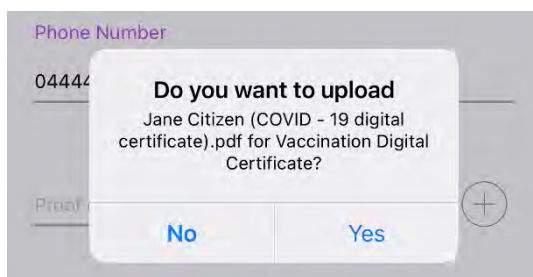 Phone Number
04444
Do you want to upload
Jane Citizen (COVID - 19 digital
certificate).pdf for Vaccination Digital
Certificate?
Proof
No Yes